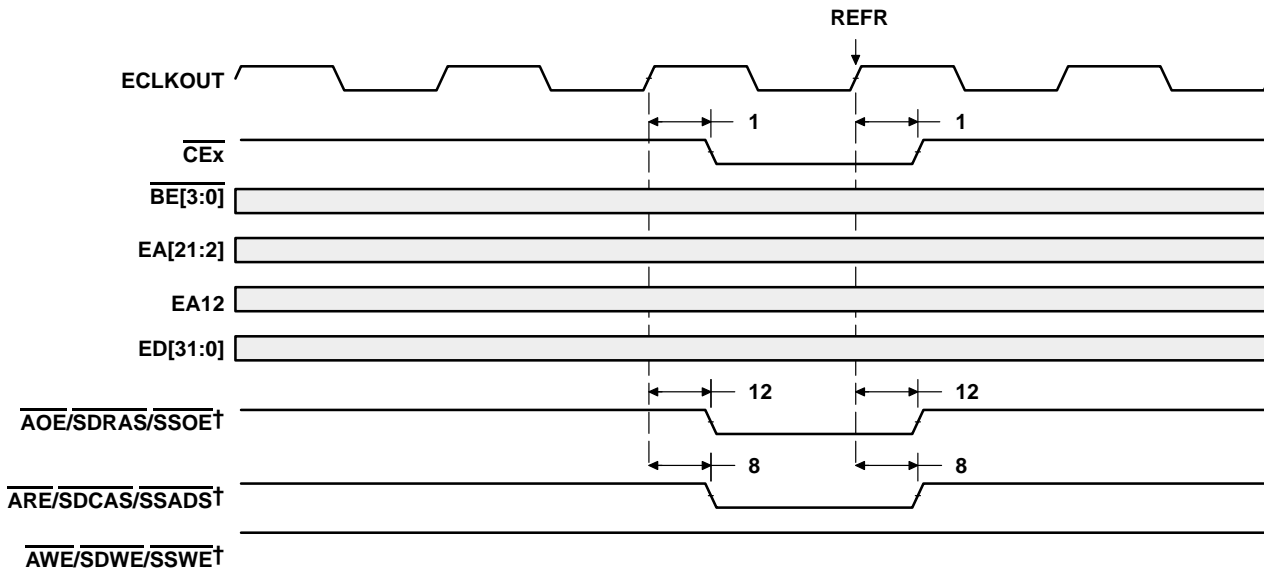 REFR
ECLKOUT
1 1
CEx
BE[3:0]
EA[21:2]
EA12
ED[31:0]
12 12
AOE/SDRAS/SSOE†
8 8
ARE/SDCAS/SSADS†
AWE/SDWE/SSWE†